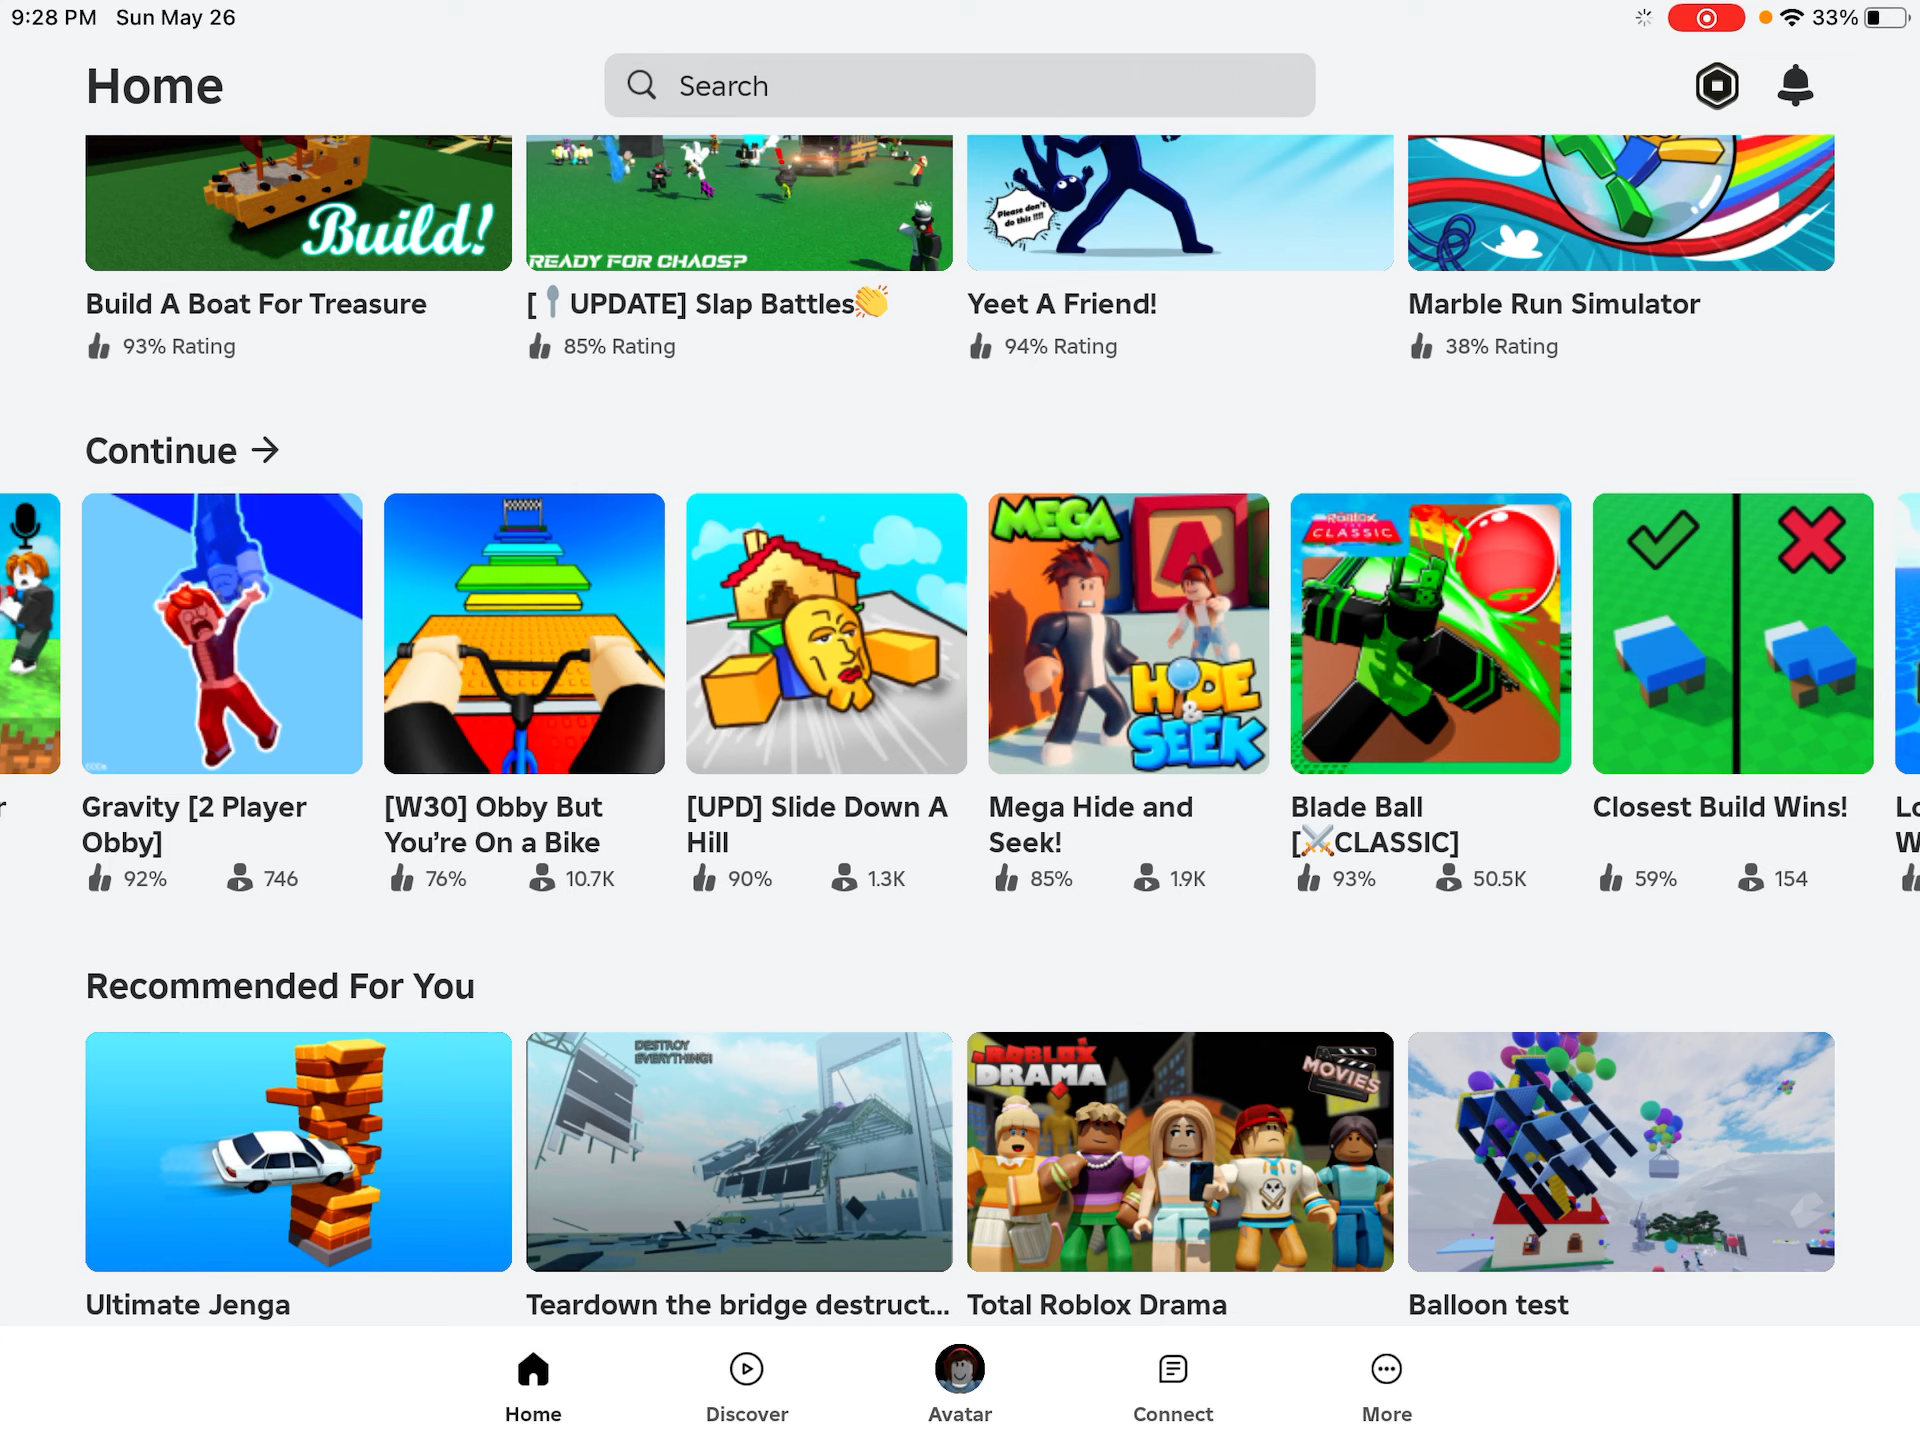 9:28 PM Sun May 26
33%
Home
Search
Build!
READY FOR CHAOS?
Please don't do this !!!!
Build A Boat For Treasure
[🥄UPDATE] Slap Battles👏
Yeet A Friend!
Marble Run Simulator
93% Rating
85% Rating
94% Rating
38% Rating
Continue →
MEGA
A
HIDE & SEEK
ROBLOX
CLASSIC
r
Gravity [2 Player Obby]
[W30] Obby But You're On a Bike
[UPD] Slide Down A Hill
Mega Hide and Seek!
Blade Ball [⚔️CLASSIC]
Closest Build Wins!
Lo
W
92% 746
76% 10.7K
90% 1.3K
85% 1.9K
93% 50.5K
59% 154
Recommended For You
DESTROY EVERYTHING!
ROBLOX DRAMA
MOVIES
Ultimate Jenga
Teardown the bridge destruct...
Total Roblox Drama
Balloon test
Home
Discover
Avatar
Connect
More